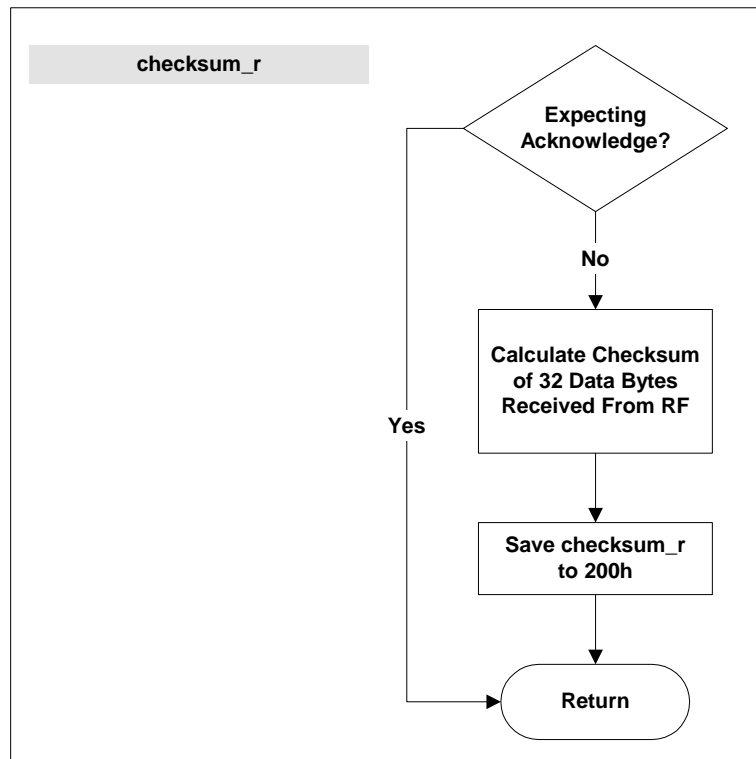 checksum_r
Expecting
Acknowledge?
No
Calculate Checksum
of 32 Data Bytes
Received From RF
Yes
Save checksum_r
to 200h
Return